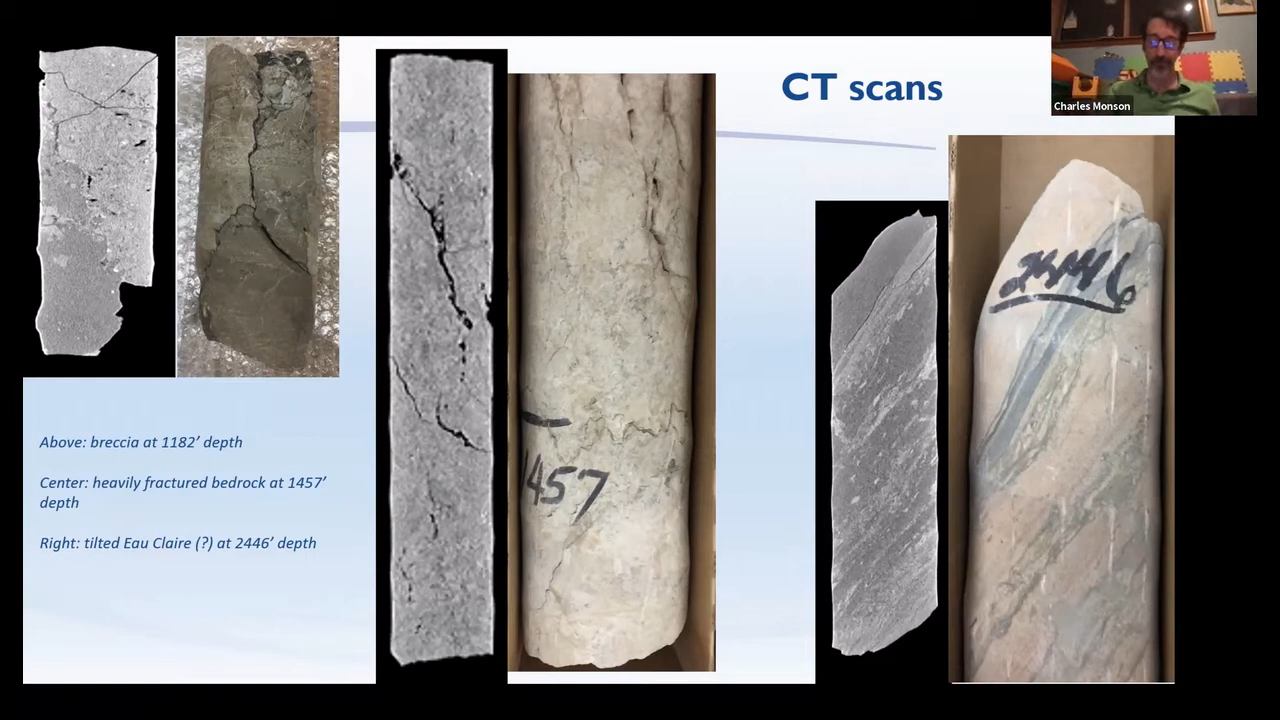 CT scans
Charles Monson
Above: breccia at 1182’ depth
Center: heavily fractured bedrock at 1457’
depth
Right: tilted Eau Claire (?) at 2446’ depth
1457
2446